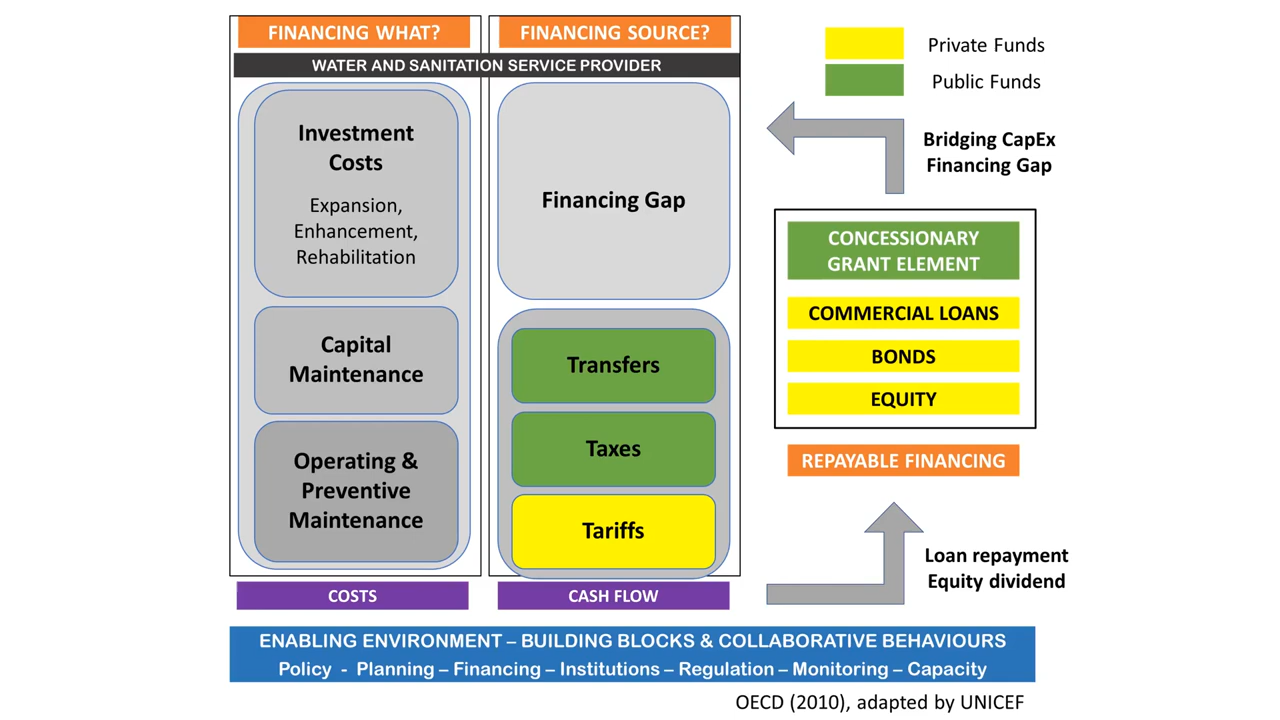 FINANCING WHAT?
FINANCING SOURCE?
WATER AND SANITATION SERVICE PROVIDER
Investment
Costs
Expansion,
Enhancement,
Rehabilitation
Capital
Maintenance
Operating &
Preventive
Maintenance
COSTS
Financing Gap
Transfers
Taxes
Tariffs
CASH FLOW
Private Funds
Public Funds
Bridging CapEx
Financing Gap
CONCESSIONARY
GRANT ELEMENT
COMMERCIAL LOANS
BONDS
EQUITY
REPAYABLE FINANCING
Loan repayment
Equity dividend
ENABLING ENVIRONMENT – BUILDING BLOCKS & COLLABORATIVE BEHAVIOURS
Policy - Planning – Financing – Institutions – Regulation – Monitoring – Capacity
OECD (2010), adapted by UNICEF